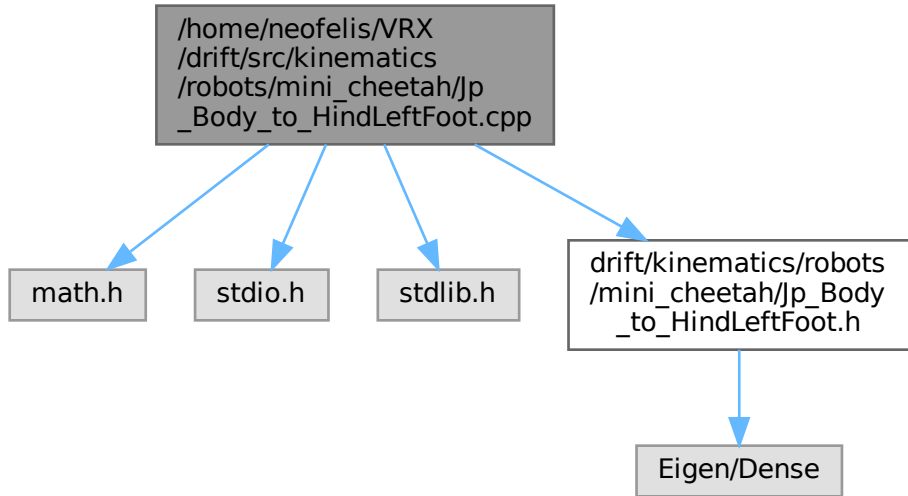 /home/neofelis/VRX
/drift/src/kinematics
/robots/mini_cheetah/Jp
_Body_to_HindLeftFoot.cpp
math.h
stdio.h
stdlib.h
drift/kinematics/robots
/mini_cheetah/Jp_Body
_to_HindLeftFoot.h
Eigen/Dense